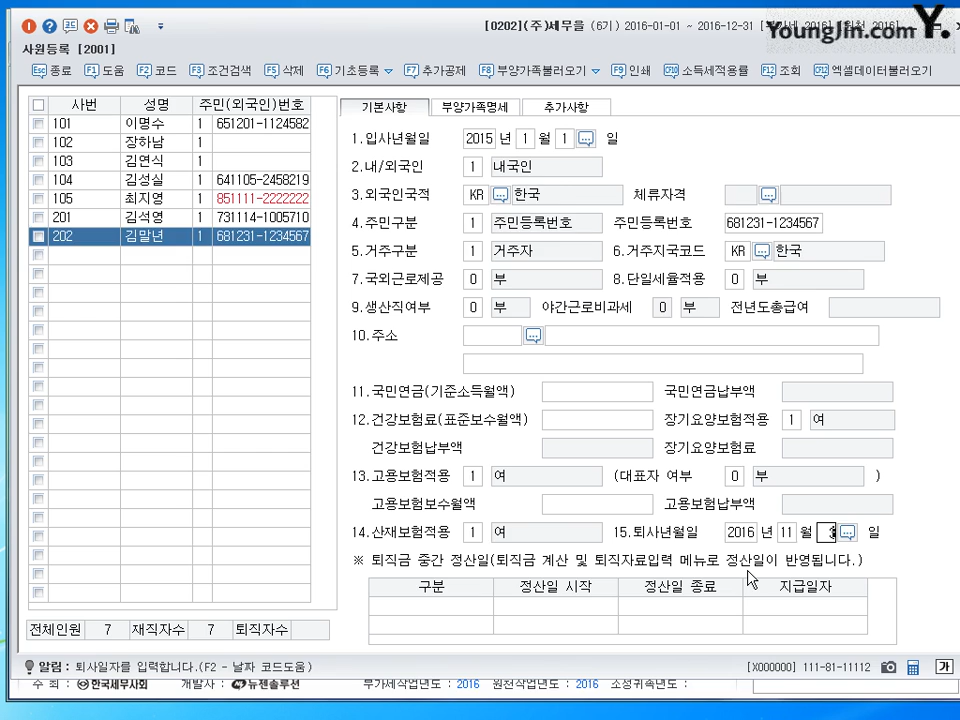 [0202](주)세무을 (6기) 2016-01-01 ~ 2016-12-31 2016
YoungJin.com Y.
사원등록 [2001]
Esc 종료 F1 도움 F2 코드 F3 조건검색 F5 삭제 F6 기초등록 F7 추가공제 F8 부양가족불러오기 F9 인쇄 CF10 소득세적용률 F12 조회 CF12 엑셀데이터불러오기
사번 성명 주민(외국인)번호
101 이명수 1 651201-1124582
102 장하남 1
103 김연식 1
104 김성실 1 641105-2458219
105 최지영 1 851111-2222222
201 김석영 1 731114-1005710
202 김말년 1 681231-1234567
전체인원 7 재직자수 7 퇴직자수
기본사항 부양가족명세 추가사항
1.입사년월일 2015 년 1 월 1 일
2.내/외국인 1 내국인
3.외국인국적 KR 한국 체류자격
4.주민구분 1 주민등록번호 주민등록번호 681231-1234567
5.거주구분 1 거주자 6.거주지국코드 KR 한국
7.국외근로제공 0 부 8.단일세율적용 0 부
9.생산직여부 0 부 야간근로비과세 0 부 전년도총급여
10.주소
11.국민연금(기준소득월액) 국민연금납부액
12.건강보험료(표준보수월액) 장기요양보험적용 1 여
건강보험납부액 장기요양보험료
13.고용보험적용 1 여 (대표자 여부 0 부 )
고용보험보수월액 고용보험납부액
14.산재보험적용 1 여 15.퇴사년월일 2016 년 11 월 3 일
※ 퇴직금 중간 정산일(퇴직금 계산 및 퇴직자료입력 메뉴로 정산일이 반영됩니다.)
구분 정산일 시작 정산일 종료 지급일자
알림 : 퇴사일자를 입력합니다.(F2 - 날짜 코드도움) [X000000] 111-81-11112 가
주 최 : 한국세무사회 개발사 : 뉴젠솔루션 부가세작업년도 : 2016 원천작업년도 : 2016 소성귀속년도 :